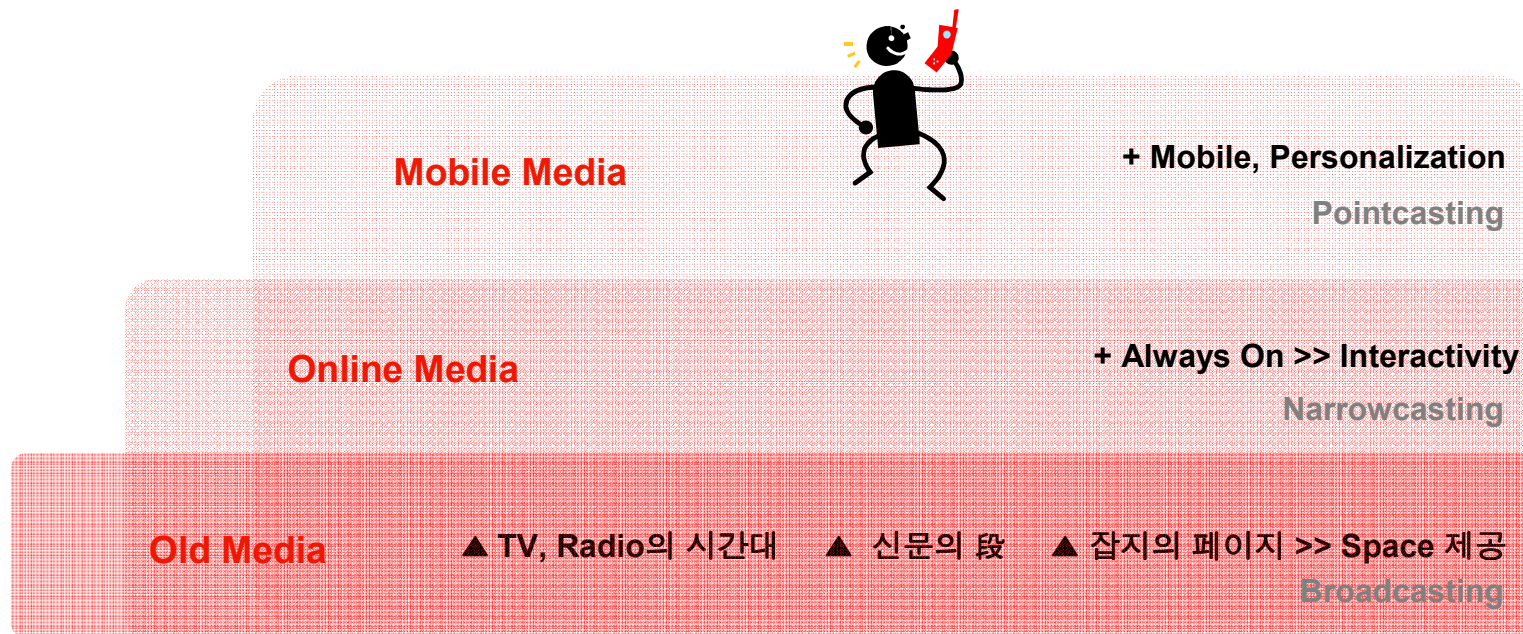 Mobile Media
+ Mobile, Personalization
Pointcasting
Online Media
+ Always On >> Interactivity
Narrowcasting
Old Media
▲ TV, Radio의 시간대 ▲ 신문의 段 ▲ 잡지의 페이지 >> Space 제공
Broadcasting